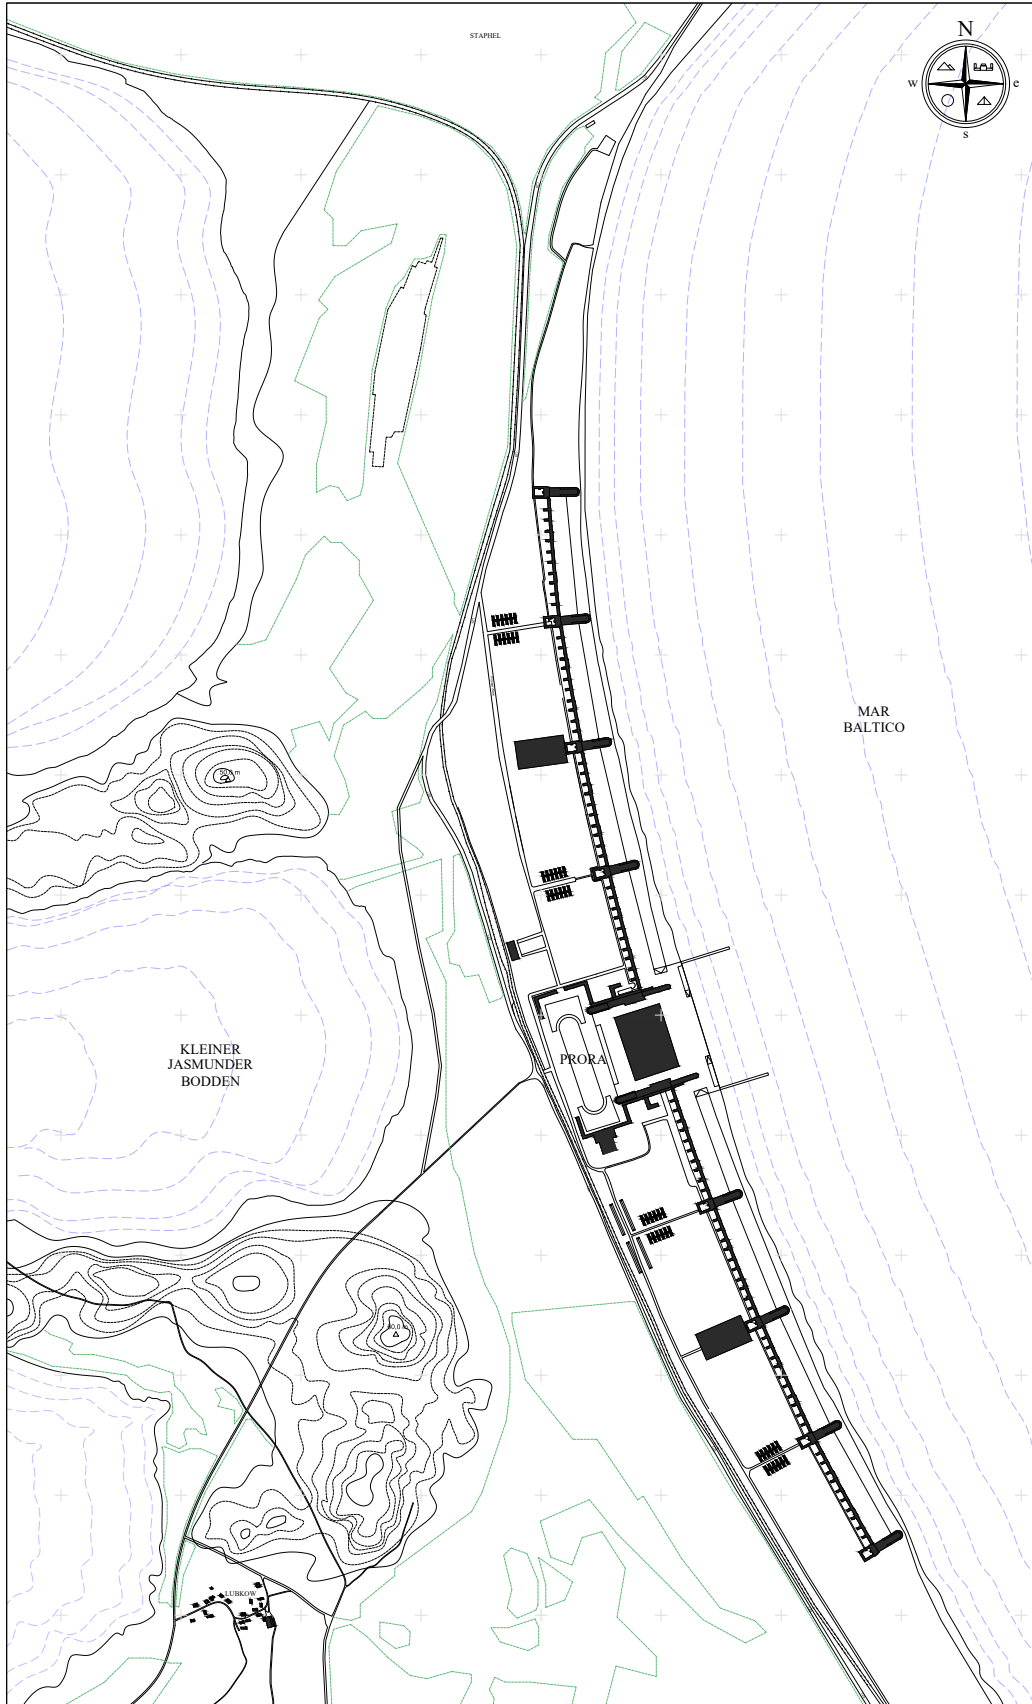 STAPHEL
N
w
e
s
MAR
BALTICO
KLEINER
JASMUNDER
BODDEN
PRORA
LUBKOW